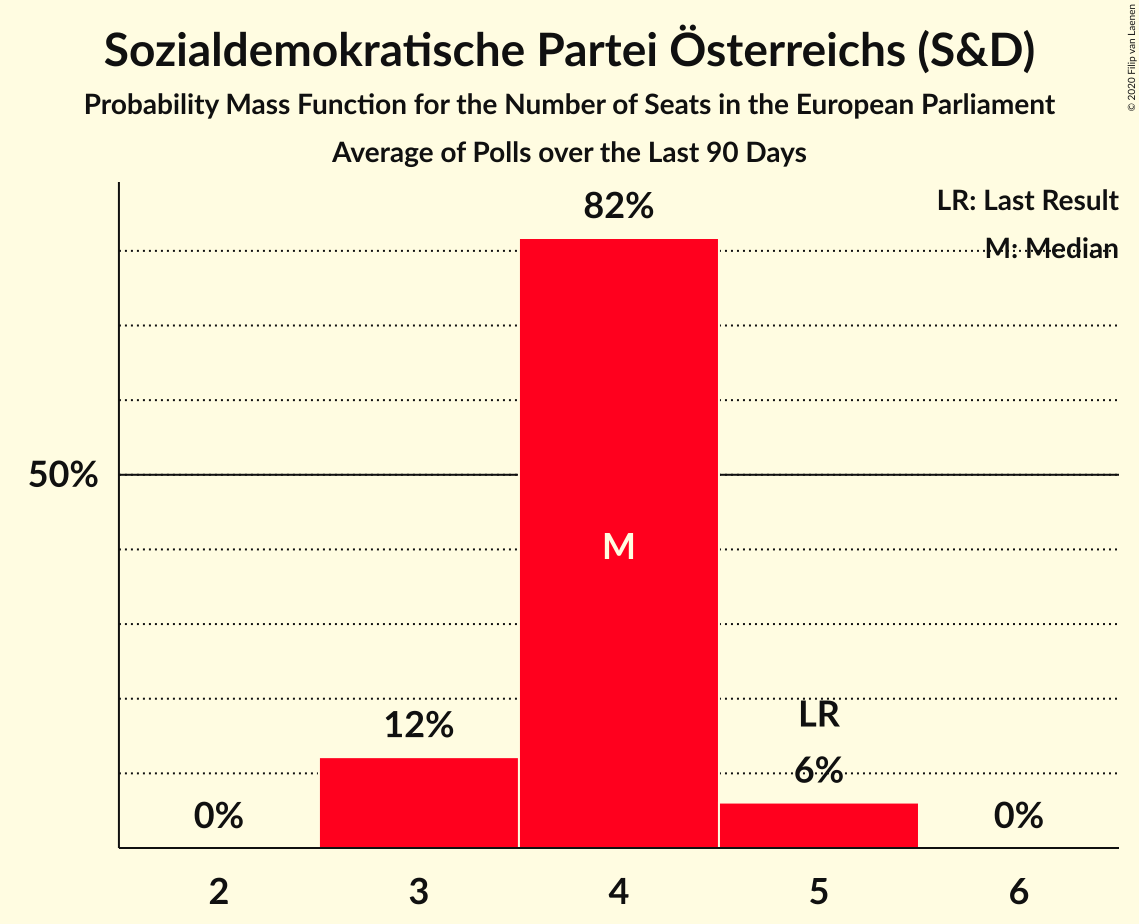 Sozialdemokratische Partei Österreichs (S&D)
Probability Mass Function for the Number of Seats in the European Parliament
Average of Polls over the Last 90 Days
© 2020 Filip van Laenen
LR: Last Result
M: Median
82%
50%
M
LR
12%
6%
0%
0%
2
3
4
5
6